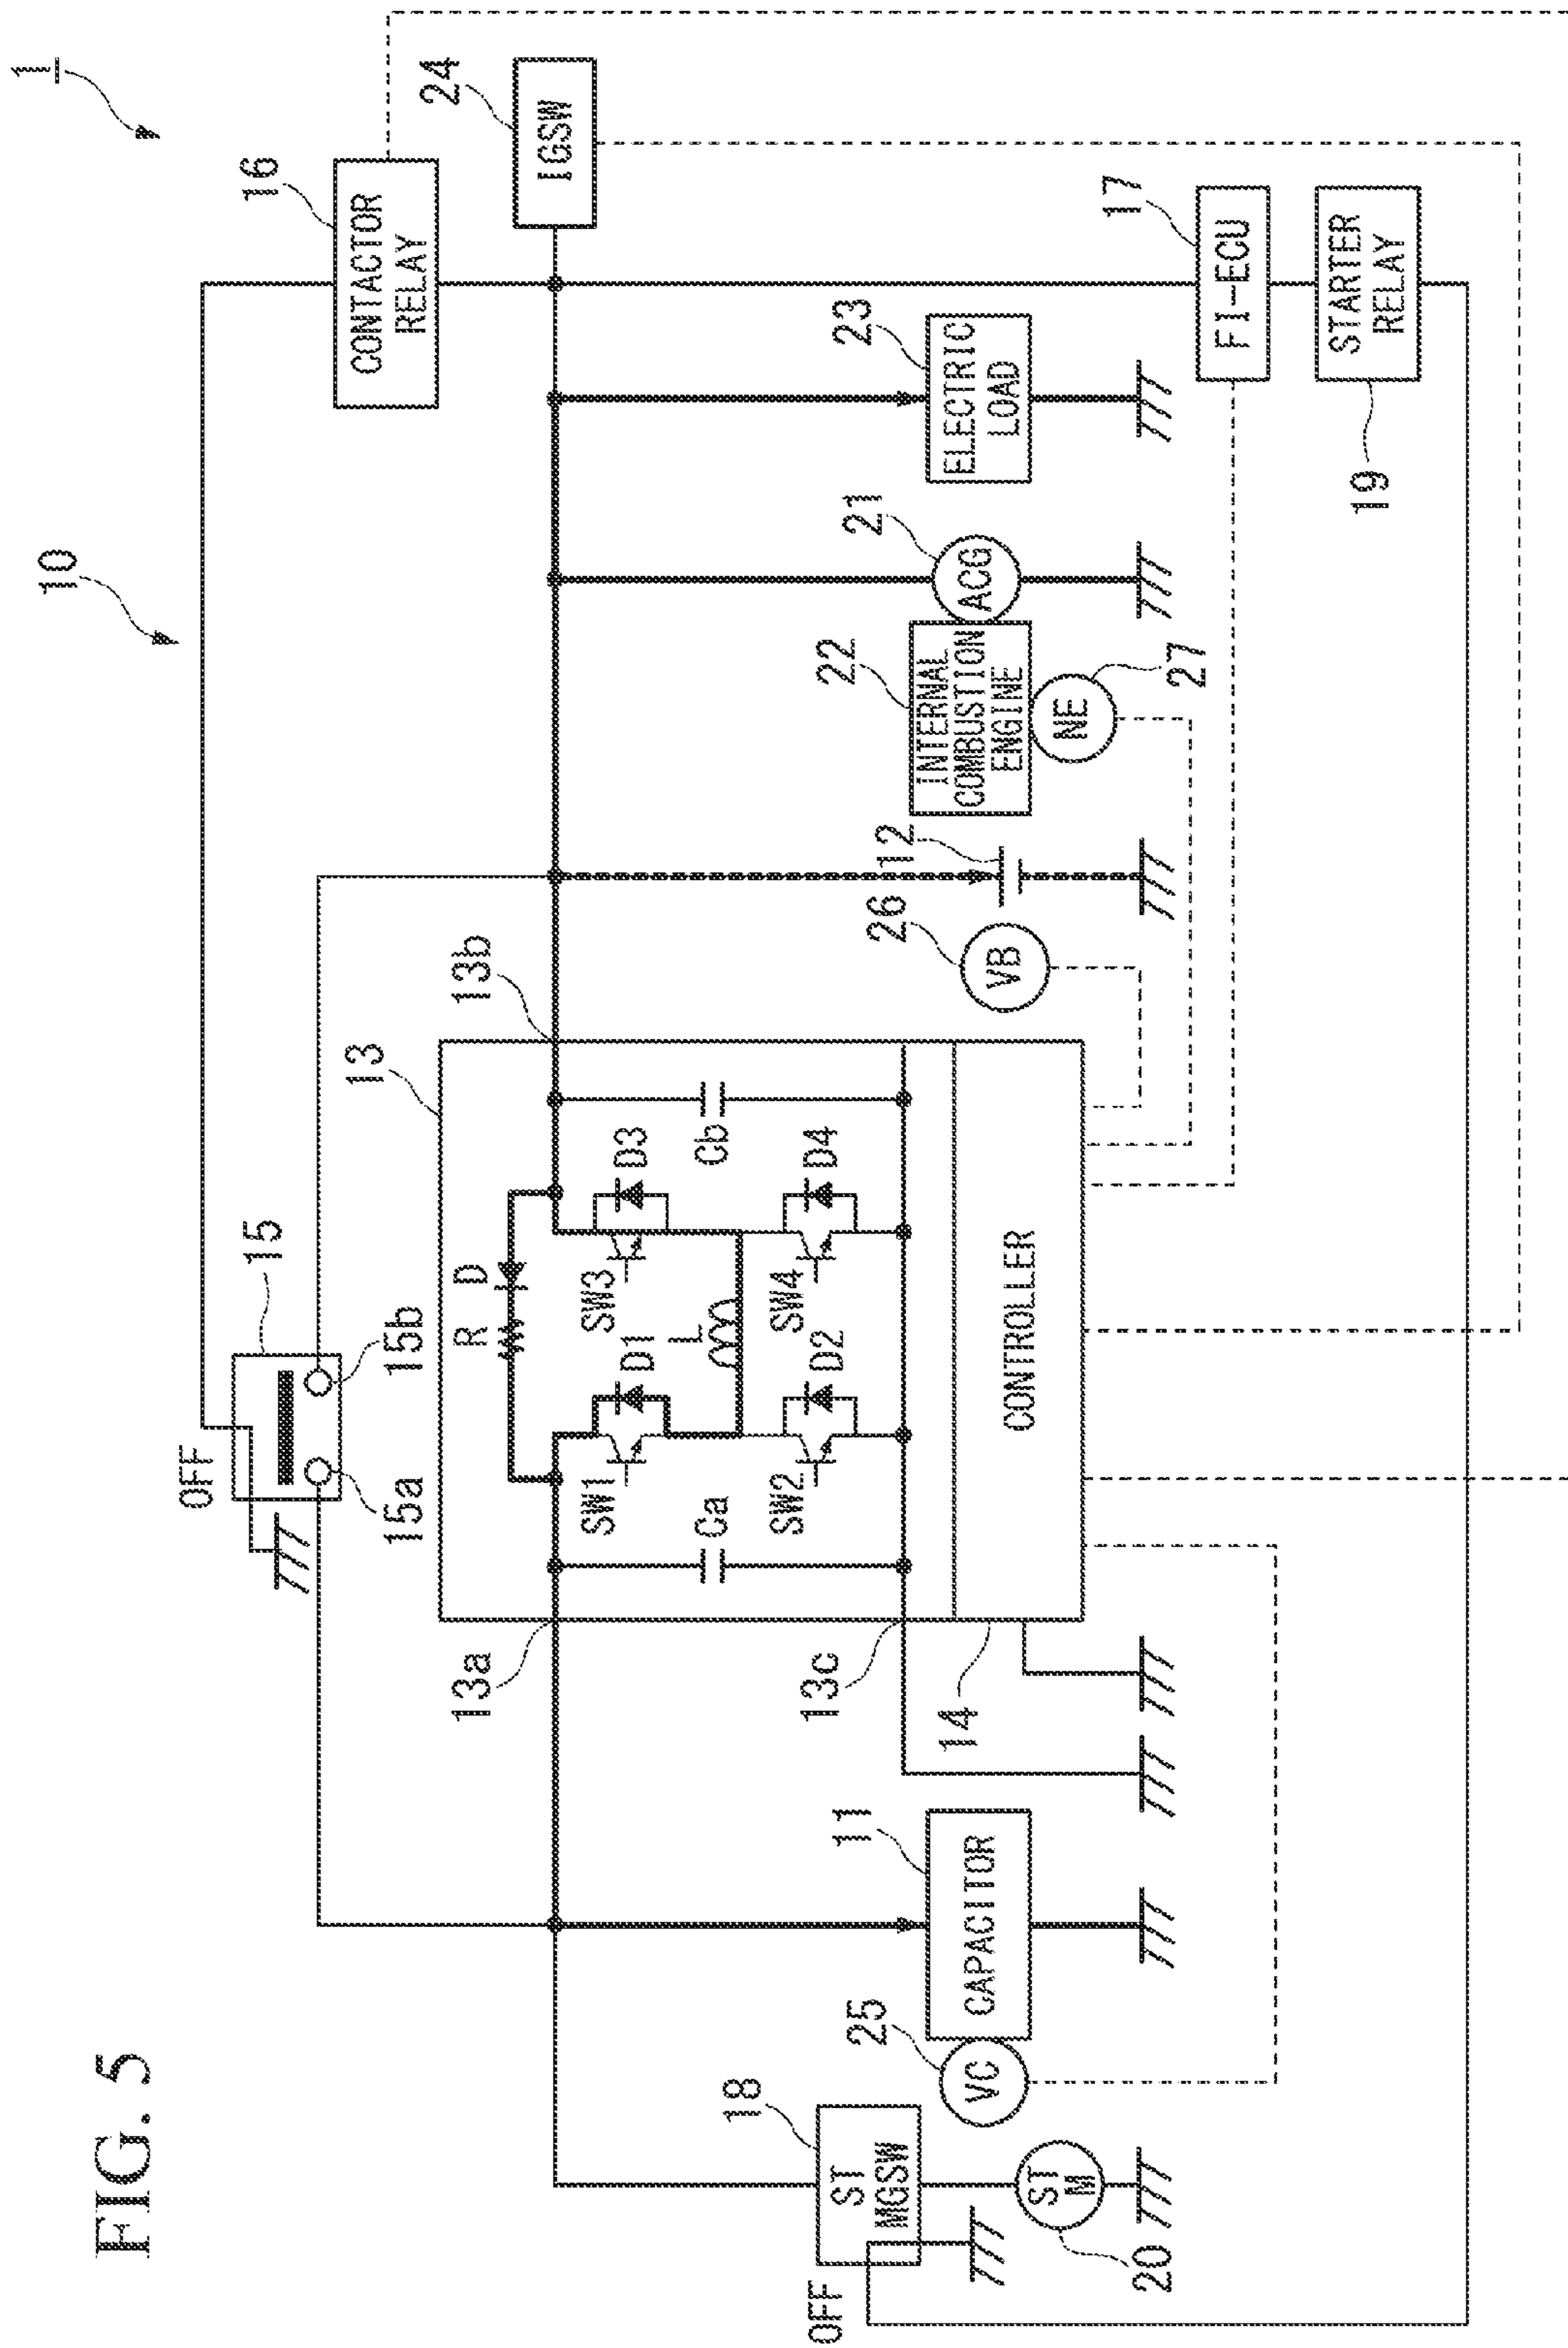 FIG. 5
1
10
OFF
15
15a
15b
16
CONTACTOR
RELAY
24
IGSW
13
13a
13b
R
D
SW1
D1
SW3
D3
L
Ca
Cb
SW2
D2
SW4
D4
13c
14
CONTROLLER
18
ST
MGSW
OFF
ST
M
20
25
VC
11
CAPACITOR
26
VB
12
22
INTERNAL
COMBUSTION
ENGINE
21
ACG
NE
27
23
ELECTRIC
LOAD
17
FI-ECU
STARTER
RELAY
19